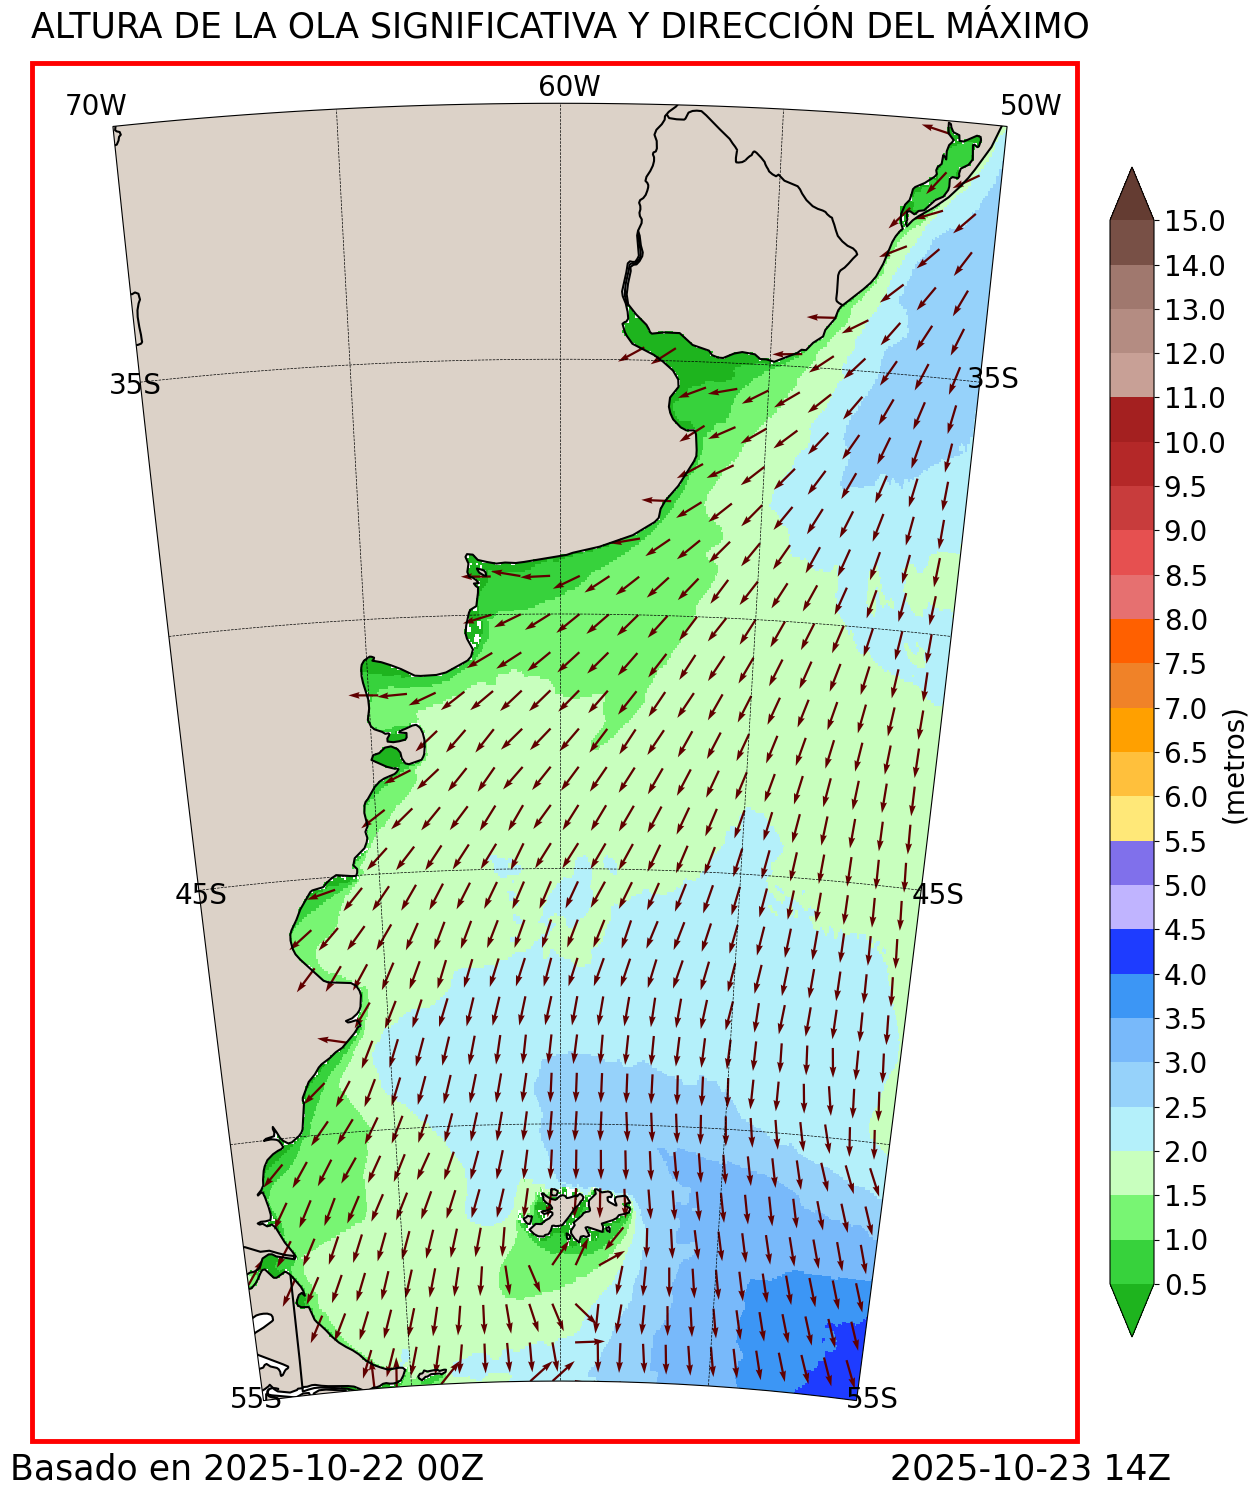 ALTURA DE LA OLA SIGNIFICATIVA Y DIRECCIÓN DEL MÁXIMO
70W
60W
50W
35S
35S
45S
45S
55S
55S
15.0
14.0
13.0
12.0
11.0
10.0
9.5
9.0
8.5
8.0
7.5
7.0
6.5
6.0
5.5
5.0
4.5
4.0
3.5
3.0
2.5
2.0
1.5
1.0
0.5
(metros)
Basado en 2025-10-22 00Z
2025-10-23 14Z